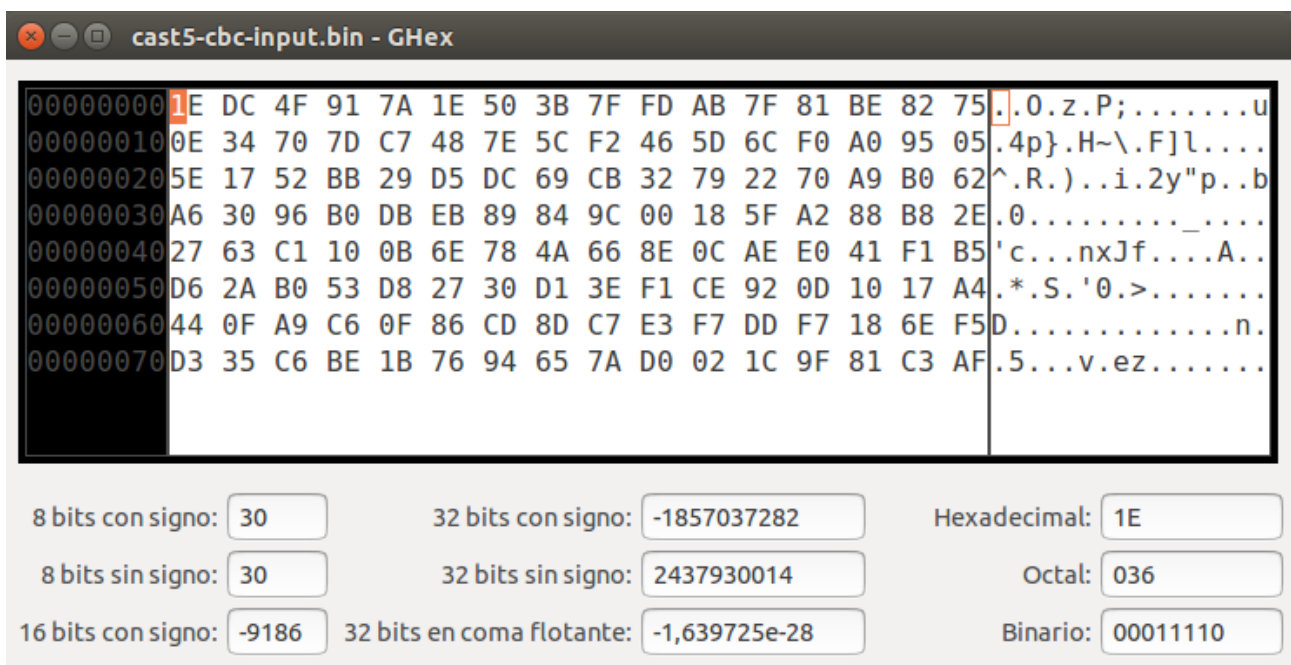 cast5-cbc-input.bin - GHex
00000000 1E DC 4F 91 7A 1E 50 3B 7F FD AB 7F 81 BE 82 75 ..O.z.P;.......u
00000010 0E 34 70 7D C7 48 7E 5C F2 46 5D 6C F0 A0 95 05 .4p}.H~\.F]l....
00000020 5E 17 52 BB 29 D5 DC 69 CB 32 79 22 70 A9 B0 62 ^.R.)..i.2y"p..b
00000030 A6 30 96 B0 DB EB 89 84 9C 00 18 5F A2 88 B8 2E .0........._....
00000040 27 63 C1 10 0B 6E 78 4A 66 8E 0C AE E0 41 F1 B5 'c...nxJf....A..
00000050 D6 2A B0 53 D8 27 30 D1 3E F1 CE 92 0D 10 17 A4 .*.S.'0.>.......
00000060 44 0F A9 C6 0F 86 CD 8D C7 E3 F7 DD F7 18 6E F5 D.............n.
00000070 D3 35 C6 BE 1B 76 94 65 7A D0 02 1C 9F 81 C3 AF .5...v.ez.......
8 bits con signo: 30 32 bits con signo: -1857037282 Hexadecimal: 1E
8 bits sin signo: 30 32 bits sin signo: 2437930014 Octal: 036
16 bits con signo: -9186 32 bits en coma flotante: -1,639725e-28 Binario: 00011110